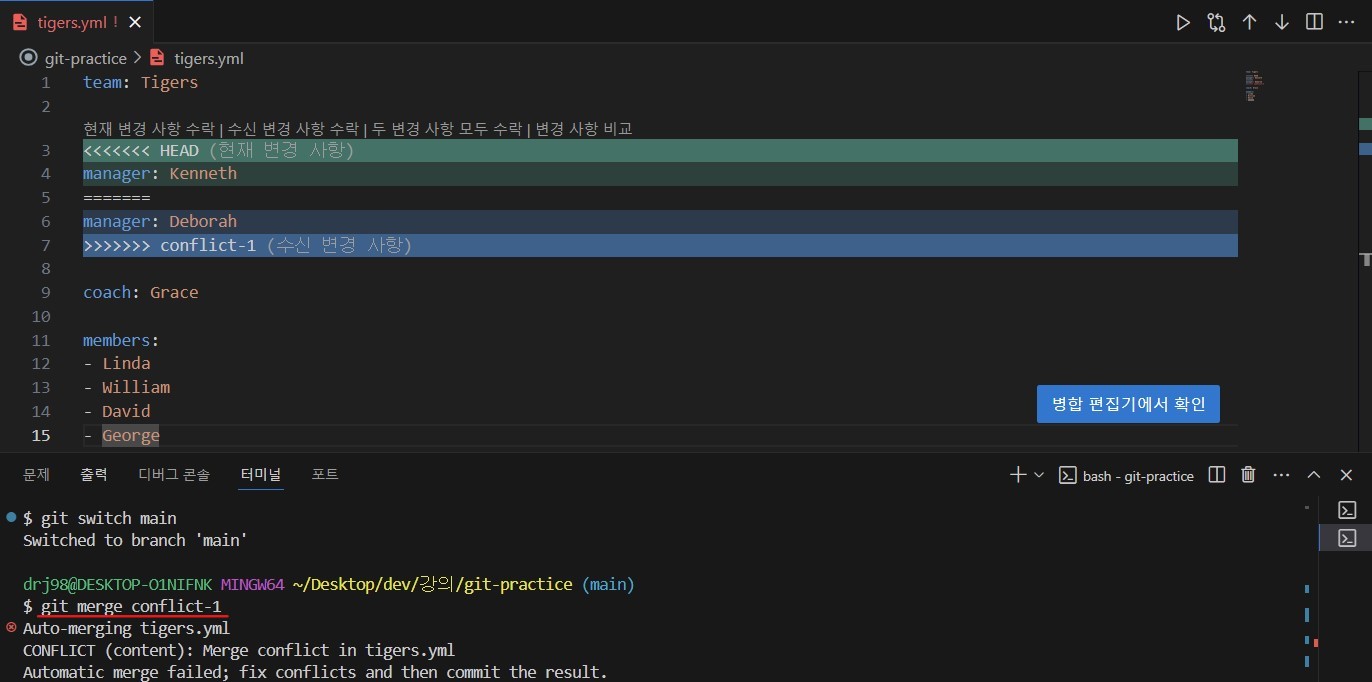 tigers.yml !
git-practice > tigers.yml
1 team: Tigers
2
현재 변경 사항 수락 | 수신 변경 사항 수락 | 두 변경 사항 모두 수락 | 변경 사항 비교
3 <<<<<<< HEAD (현재 변경 사항)
4 manager: Kenneth
5 =======
6 manager: Deborah
7 >>>>>>> conflict-1 (수신 변경 사항)
8
9 coach: Grace
10
11 members:
12 - Linda
13 - William
14 - David
병합 편집기에서 확인
15 - George
문제 출력 디버그 콘솔 터미널 포트 bash - git-practice
$ git switch main
Switched to branch 'main'
drj98@DESKTOP-O1NIFNK MINGW64 ~/Desktop/dev/강의/git-practice (main)
$ git merge conflict-1
Auto-merging tigers.yml
CONFLICT (content): Merge conflict in tigers.yml
Automatic merge failed; fix conflicts and then commit the result.